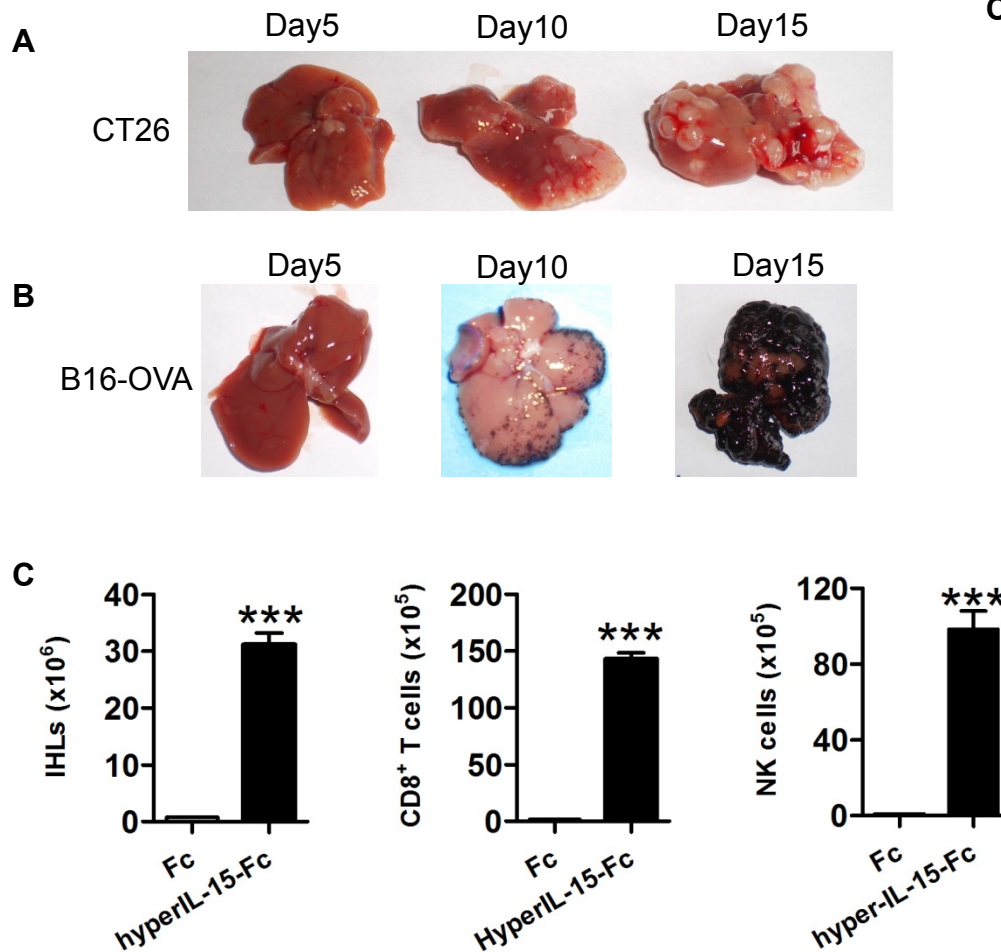 A
Day5 Day10 Day15
C
CT26
B
Day5 Day10 Day15
B16-OVA
C
IHLs (x10⁶)
40
30
20
10
0
***
Fc
hyperIL-15-Fc
CD8⁺ T cells (x10⁵)
200
150
100
50
0
***
Fc
HyperIL-15-Fc
NK cells (x10⁵)
120
80
40
0
***
Fc
hyper-IL-15-Fc